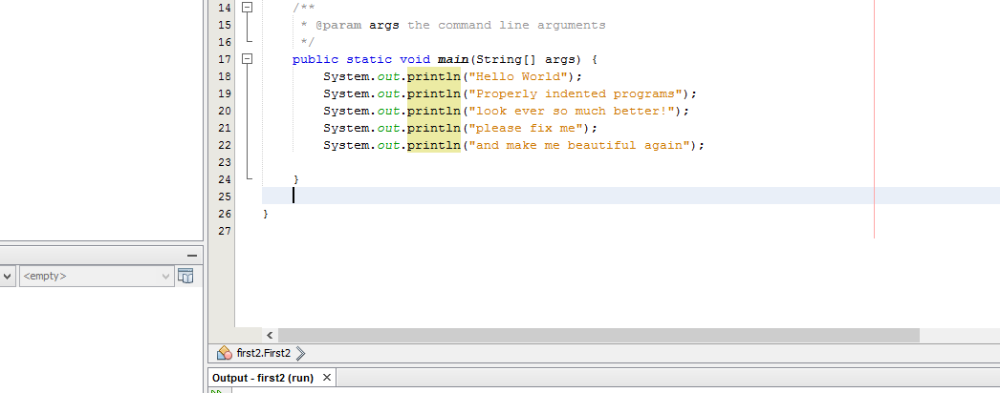 14 /**
15 * @param args the command line arguments
16 */
17 public static void main(String[] args) {
18 System.out.println("Hello World");
19 System.out.println("Properly indented programs");
20 System.out.println("look ever so much better!");
21 System.out.println("please fix me");
22 System.out.println("and make me beautiful again");
23
24 }
25
26 }
27
<empty>
first2.First2
Output - first2 (run) ×